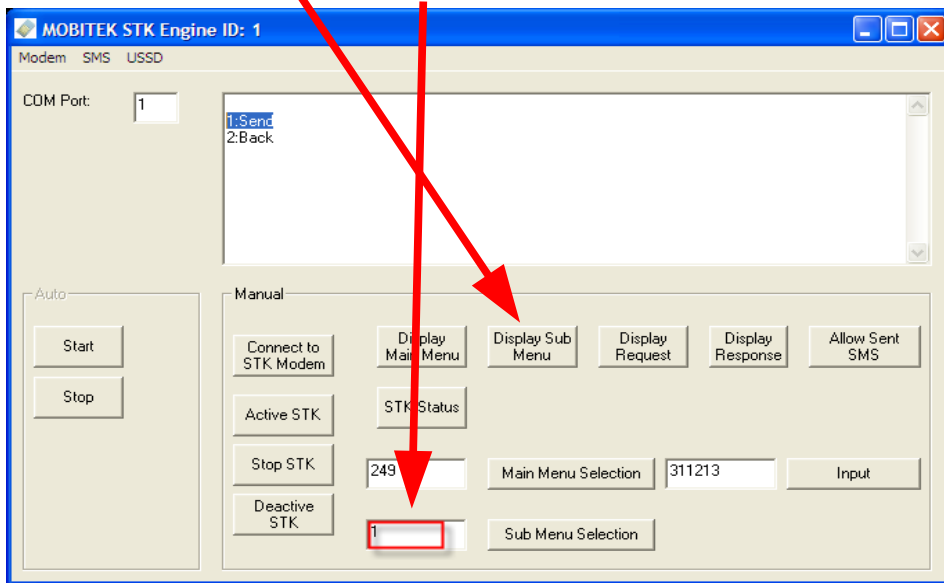 MOBITEK STK Engine ID: 1
Modem SMS USSD
COM Port: 1
1:Send
2:Back
Auto
Start
Stop
Manual
Connect to
STK Modem
Display
Main Menu
Display Sub
Menu
Display
Request
Display
Response
Allow Sent
SMS
Active STK
STK Status
Stop STK
249
Main Menu Selection
311213
Input
Deactive
STK
1
Sub Menu Selection